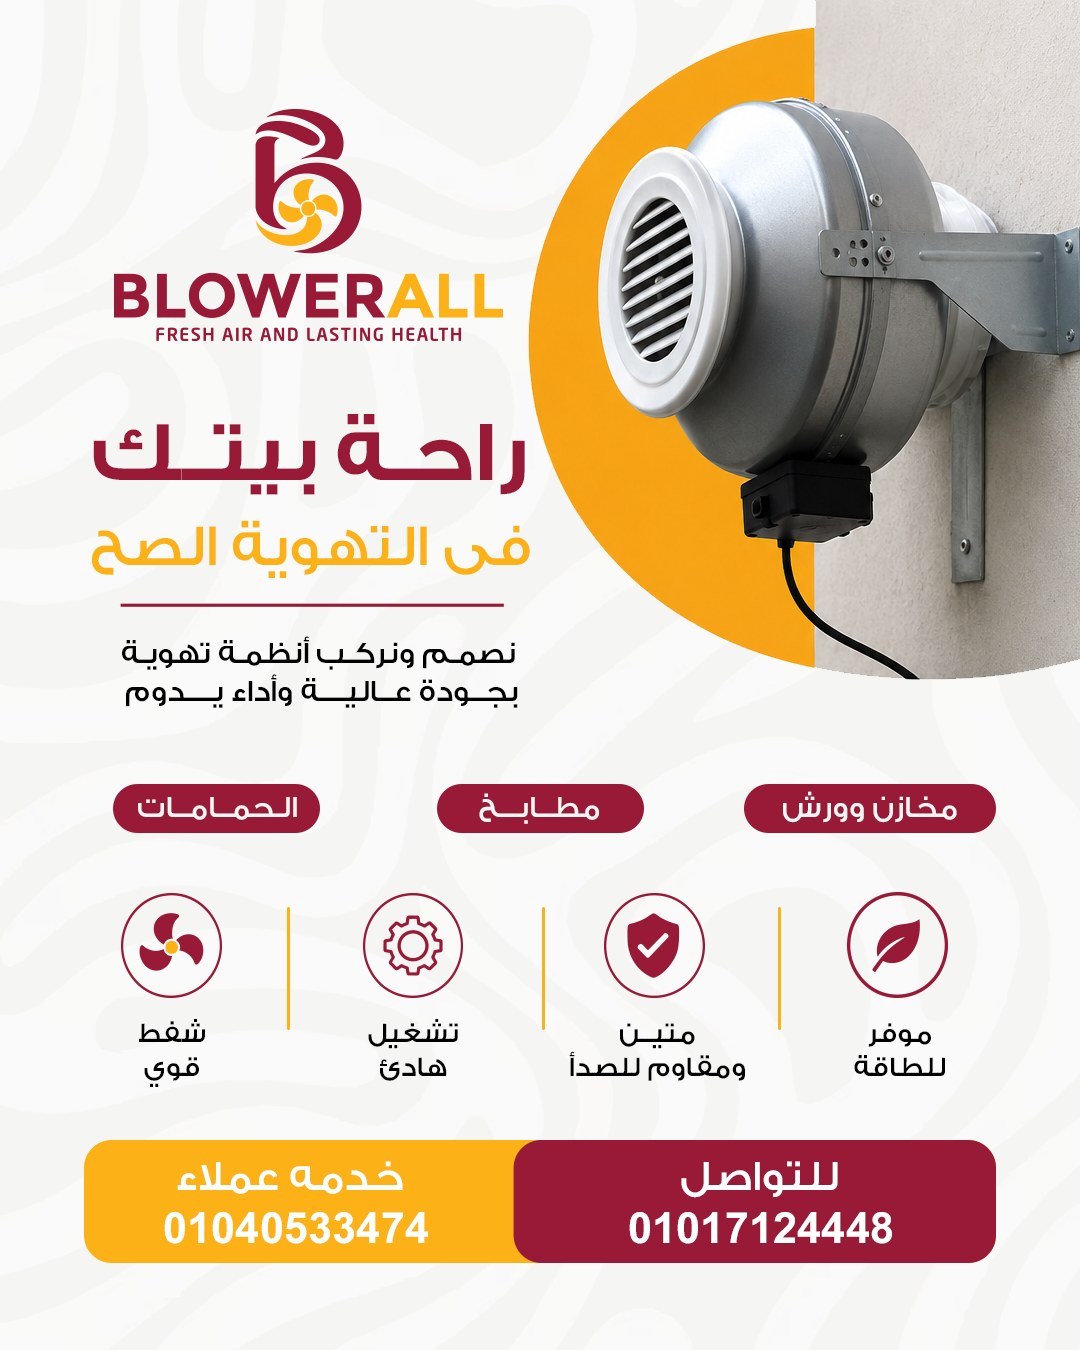 BLOWERALL
FRESH AIR AND LASTING HEALTH
راحة بيتك
فى التهوية الصح
نصمم ونركب أنظمة تهوية
بجودة عالية وأداء يدوم
مخازن وورش
مطابخ
الحمامات
موفر
للطاقة
متين
ومقاوم للصدأ
تشغيل
هادئ
شفط
قوي
للتواصل
01017124448
خدمه عملاء
01040533474